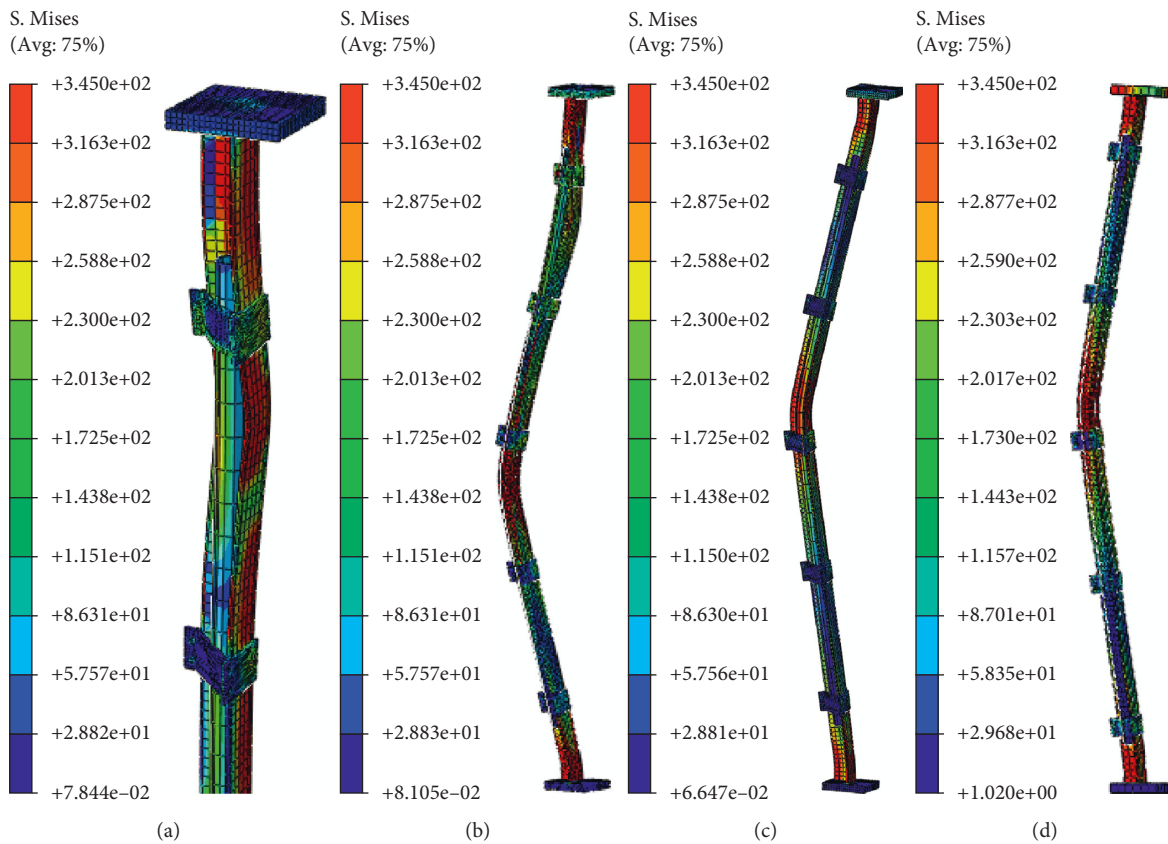 S. Mises
(Avg: 75%)
+3.450e+02
+3.163e+02
+2.875e+02
+2.588e+02
+2.300e+02
+2.013e+02
+1.725e+02
+1.438e+02
+1.151e+02
+8.631e+01
+5.757e+01
+2.882e+01
+7.844e−02
(a)
S. Mises
(Avg: 75%)
+3.450e+02
+3.163e+02
+2.875e+02
+2.588e+02
+2.300e+02
+2.013e+02
+1.725e+02
+1.438e+02
+1.151e+02
+8.631e+01
+5.757e+01
+2.883e+01
+8.105e−02
(b)
S. Mises
(Avg: 75%)
+3.450e+02
+3.163e+02
+2.875e+02
+2.588e+02
+2.300e+02
+2.013e+02
+1.725e+02
+1.438e+02
+1.150e+02
+8.630e+01
+5.756e+01
+2.881e+01
+6.647e−02
(c)
S. Mises
(Avg: 75%)
+3.450e+02
+3.163e+02
+2.877e+02
+2.590e+02
+2.303e+02
+2.017e+02
+1.730e+02
+1.443e+02
+1.157e+02
+8.701e+01
+5.835e+01
+2.968e+01
+1.020e+00
(d)